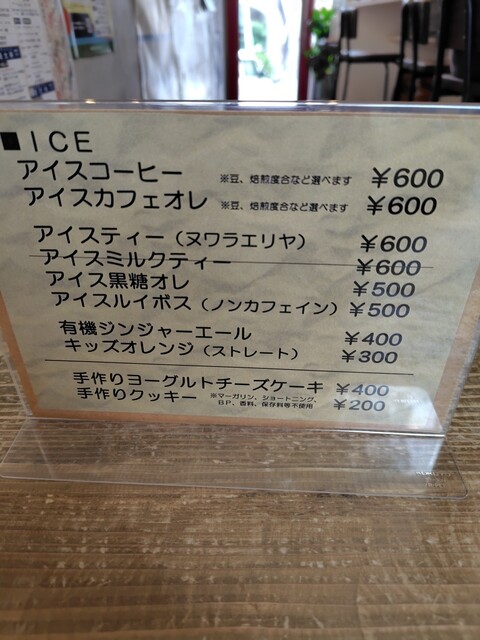 ■ICE
アイスコーヒー ※豆、焙煎度合など選べます ￥600
アイスカフェオレ ※豆、焙煎度合など選べます ￥600
アイスティー（ヌワラエリヤ） ￥600
アイスミルクティー ￥600
アイス黒糖オレ ￥500
アイスルイボス（ノンカフェイン） ￥500
有機ジンジャーエール ￥400
キッズオレンジ（ストレート） ￥300
手作りヨーグルトチーズケーキ ￥400
手作りクッキー ※マーガリン、ショートニング、 ￥200
BP、香料、保存料等不使用